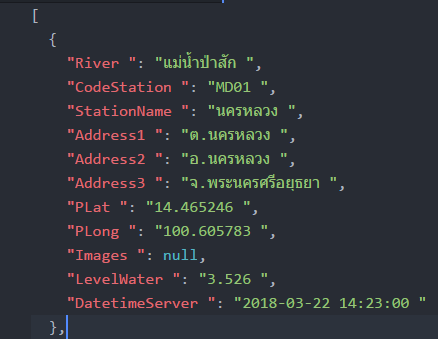 [
{
"River ": "แม่น้ำป่าสัก ",
"CodeStation ": "MD01 ",
"StationName ": "นครหลวง ",
"Address1 ": "ต.นครหลวง ",
"Address2 ": "อ.นครหลวง ",
"Address3 ": "จ.พระนครศรีอยุธยา ",
"PLat ": "14.465246 ",
"PLong ": "100.605783 ",
"Images ": null,
"LevelWater ": "3.526 ",
"DatetimeServer ": "2018-03-22 14:23:00 "
},